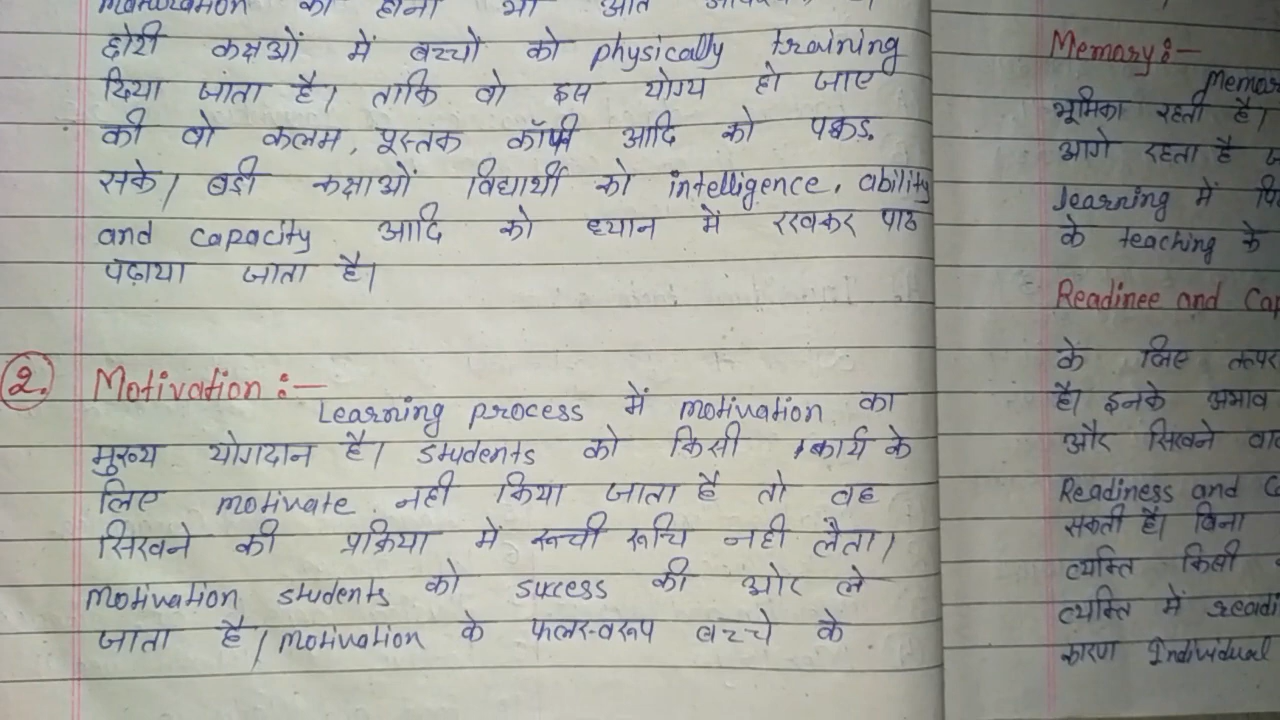 का होना भी अति
छोटी कक्षओं में बच्चों को physically training
दिया जाता है। ताकि वो इस योग्य हो जाए
की वो कलम, पूस्तक कॉपी आदि को पकड़
सके। बडी कक्षाओं विद्यार्थी को intelligence, ability
and capacity आदि को ध्यान में रखकर पाठ
पढ़ाया जाता है।
2. Motivation :-
Learning process में motivation का
मुख्य योगदान है। students को किसी कार्य के
लिए motivate नही किया जाता है तो वह
सिखने की प्रक्रिया में रूची रूचि नही लेता।
motivation students को success की ओर ले
जाता है। motivation के फलस्वरूप बच्चे के
Memory :-
भूमिका रहती है।
आगे रहता है
learning में
के teaching के
Readinee and
के लिए
है। इनके अभाव
और सिखने
Readiness and
सकती है। विना
व्यक्ति किसी
व्यक्ति में
कारण Individual